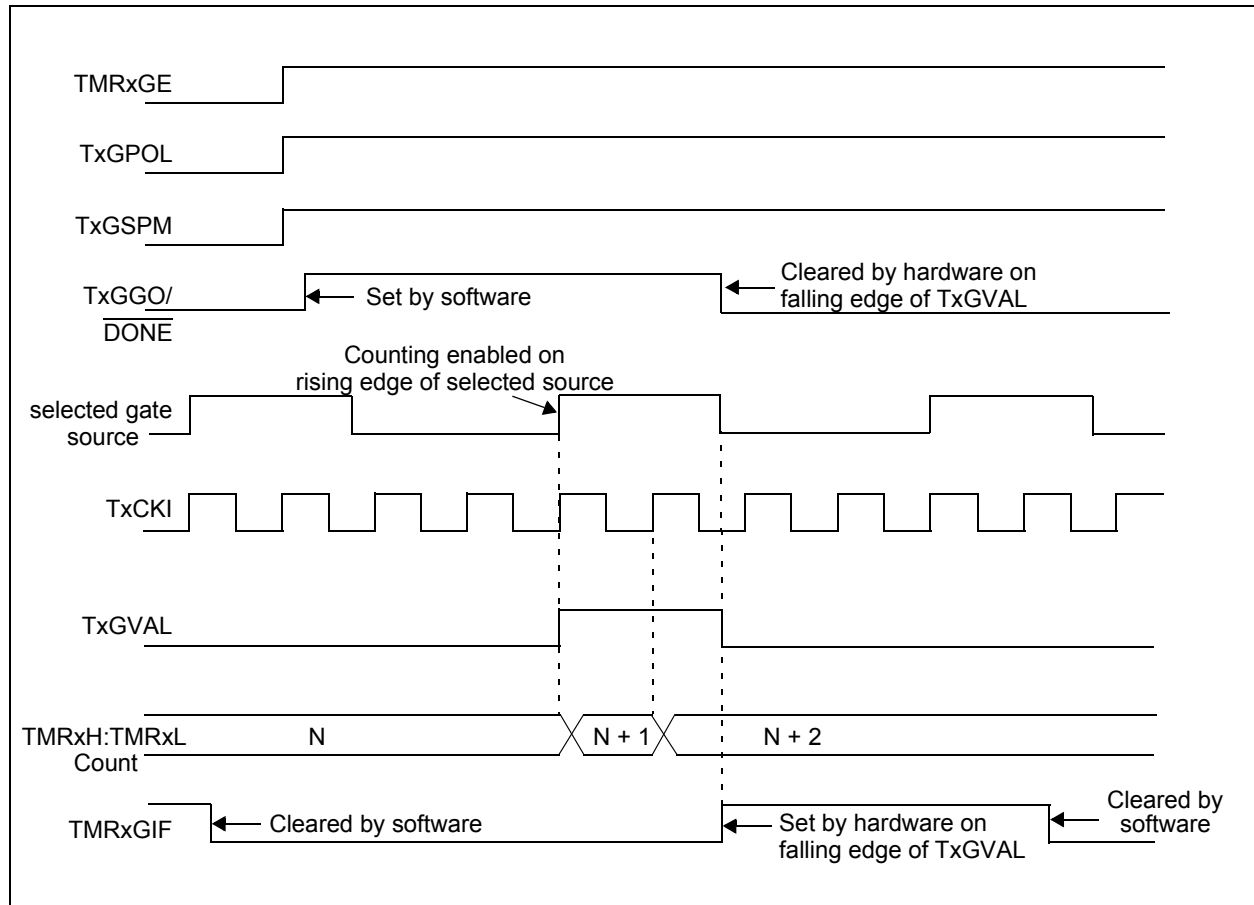 TMRxGE
TxGPOL
TxGSPM
TxGGO/
DONE
Set by software
Cleared by hardware on
falling edge of TxGVAL
Counting enabled on
rising edge of selected source
selected gate
source
TxCKI
TxGVAL
TMRxH:TMRxL
Count
N
N + 1
N + 2
TMRxGIF
Cleared by software
Set by hardware on
falling edge of TxGVAL
Cleared by
software